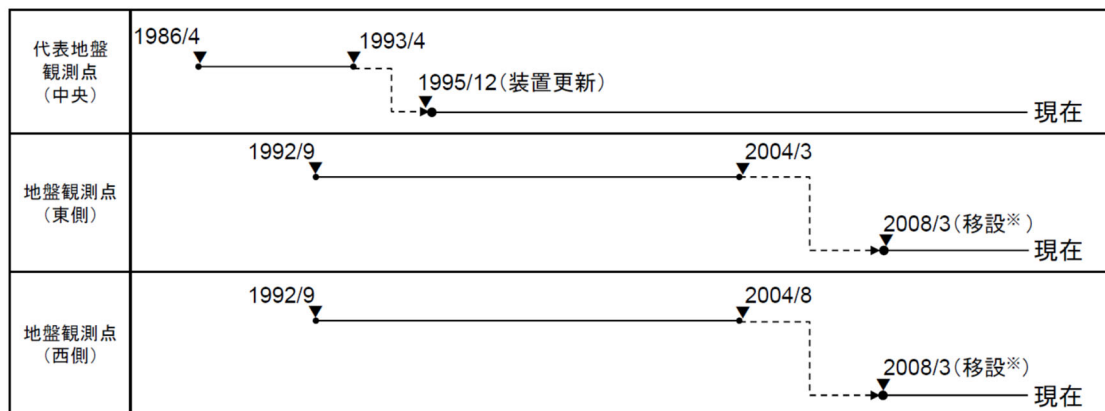 代表地盤
観測点
（中央）
1986/4
1993/4
1995/12（装置更新）
現在
地盤観測点
（東側）
1992/9
2004/3
2008/3（移設※）
現在
地盤観測点
（西側）
1992/9
2004/8
2008/3（移設※）
現在